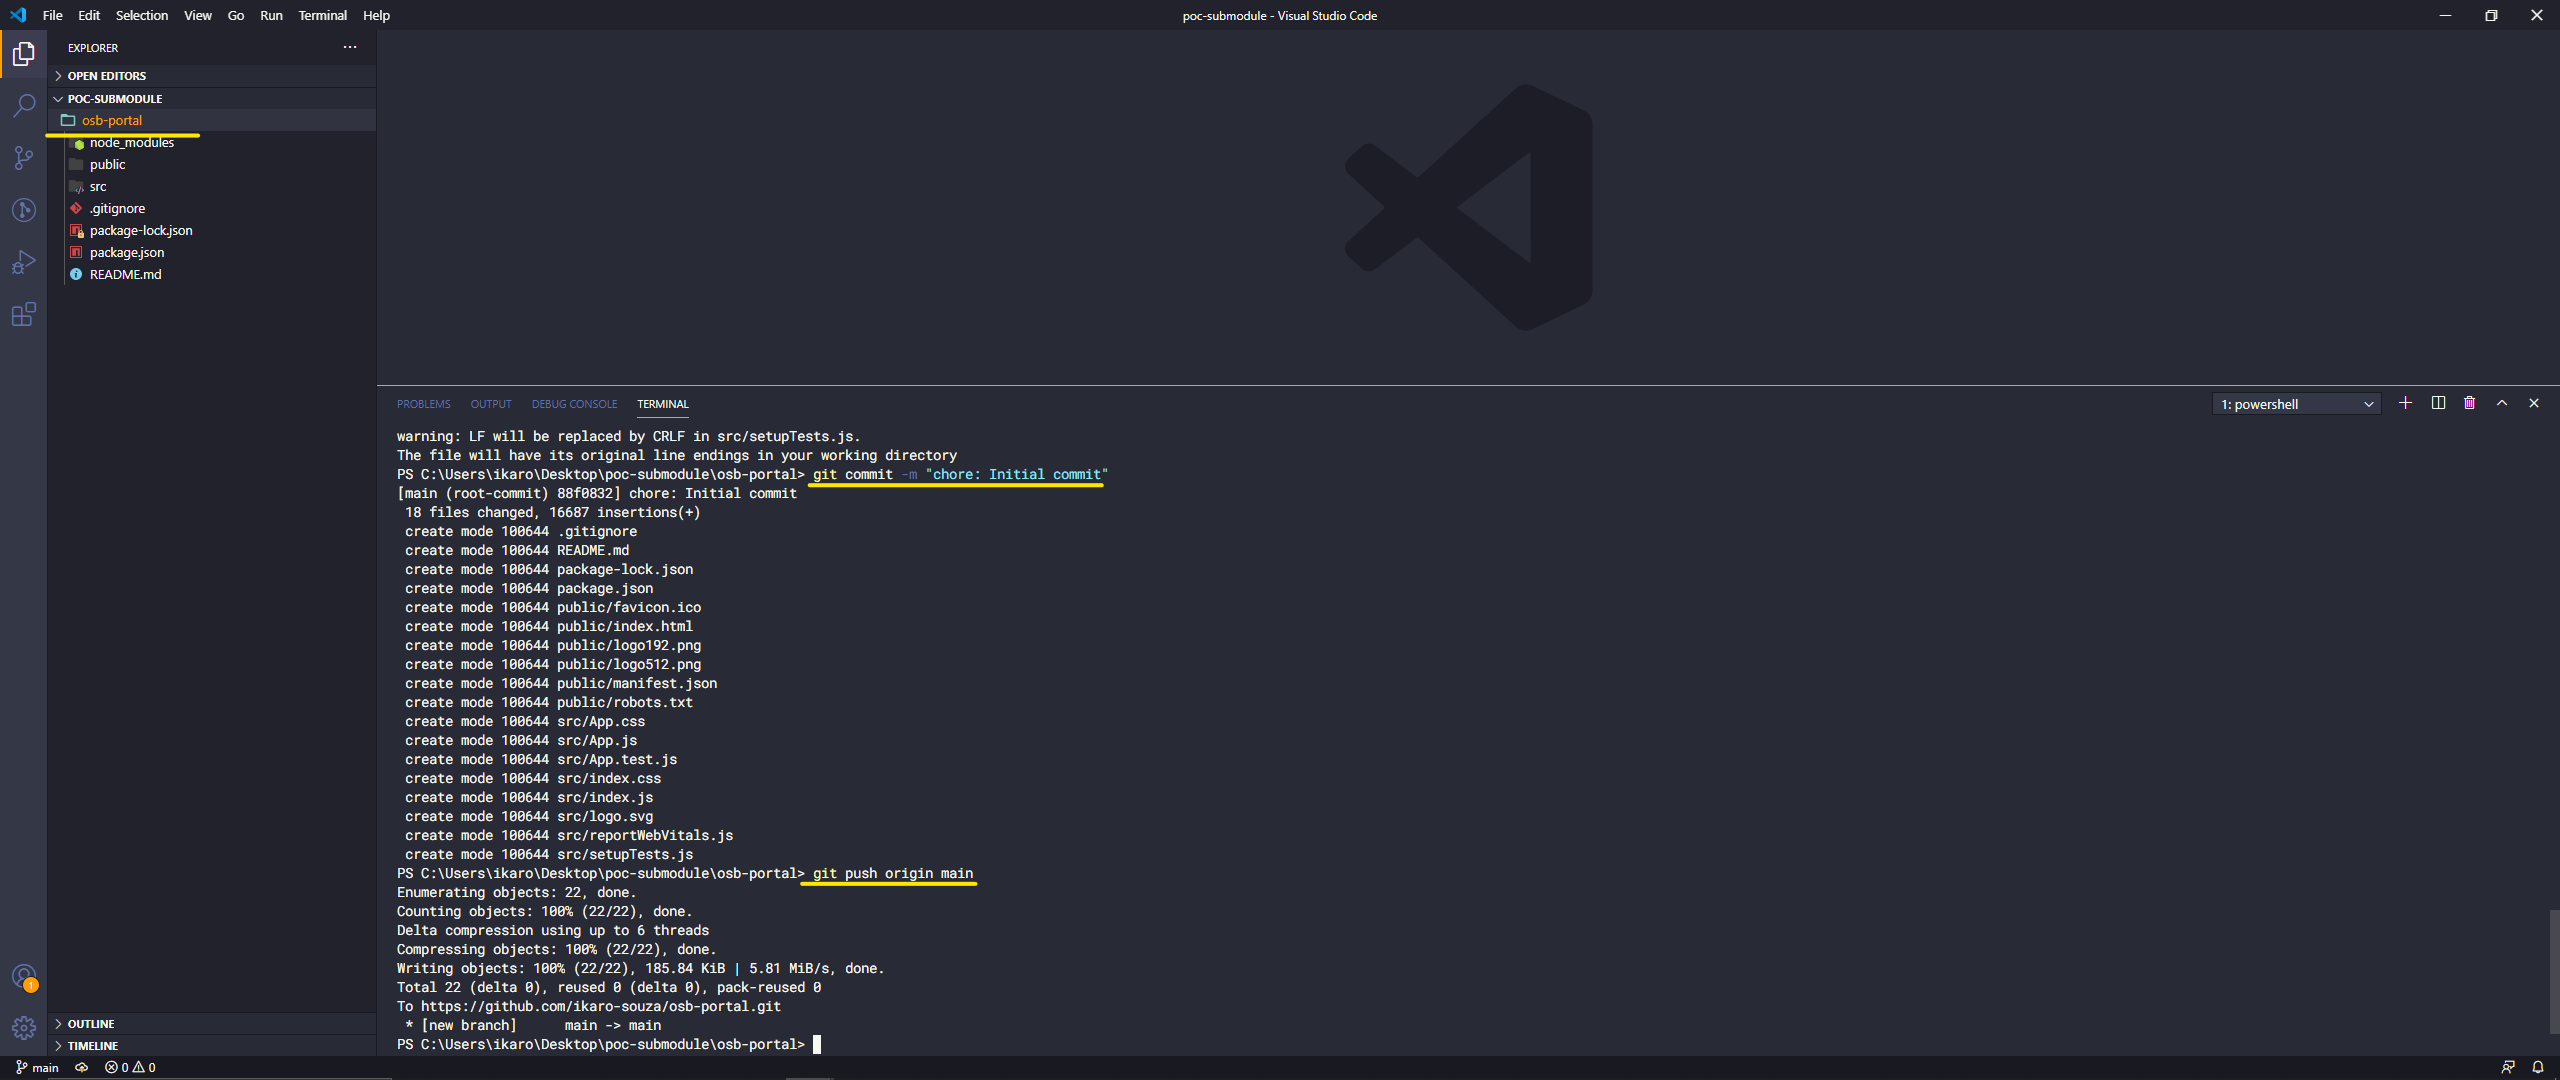 File Edit Selection View Go Run Terminal Help
poc-submodule - Visual Studio Code
EXPLORER
OPEN EDITORS
POC-SUBMODULE
osb-portal
node_modules
public
src
.gitignore
package-lock.json
package.json
README.md
OUTLINE
TIMELINE
PROBLEMS OUTPUT DEBUG CONSOLE TERMINAL
1: powershell
warning: LF will be replaced by CRLF in src/setupTests.js.
The file will have its original line endings in your working directory
PS C:\Users\ikaro\Desktop\poc-submodule\osb-portal> git commit -m "chore: Initial commit"
[main (root-commit) 88f0832] chore: Initial commit
18 files changed, 16687 insertions(+)
create mode 100644 .gitignore
create mode 100644 README.md
create mode 100644 package-lock.json
create mode 100644 package.json
create mode 100644 public/favicon.ico
create mode 100644 public/index.html
create mode 100644 public/logo192.png
create mode 100644 public/logo512.png
create mode 100644 public/manifest.json
create mode 100644 public/robots.txt
create mode 100644 src/App.css
create mode 100644 src/App.js
create mode 100644 src/App.test.js
create mode 100644 src/index.css
create mode 100644 src/index.js
create mode 100644 src/logo.svg
create mode 100644 src/reportWebVitals.js
create mode 100644 src/setupTests.js
PS C:\Users\ikaro\Desktop\poc-submodule\osb-portal> git push origin main
Enumerating objects: 22, done.
Counting objects: 100% (22/22), done.
Delta compression using up to 6 threads
Compressing objects: 100% (22/22), done.
Writing objects: 100% (22/22), 185.84 KiB | 5.81 MiB/s, done.
Total 22 (delta 0), reused 0 (delta 0), pack-reused 0
To https://github.com/ikaro-souza/osb-portal.git
* [new branch] main -> main
PS C:\Users\ikaro\Desktop\poc-submodule\osb-portal>
1
main 0 0